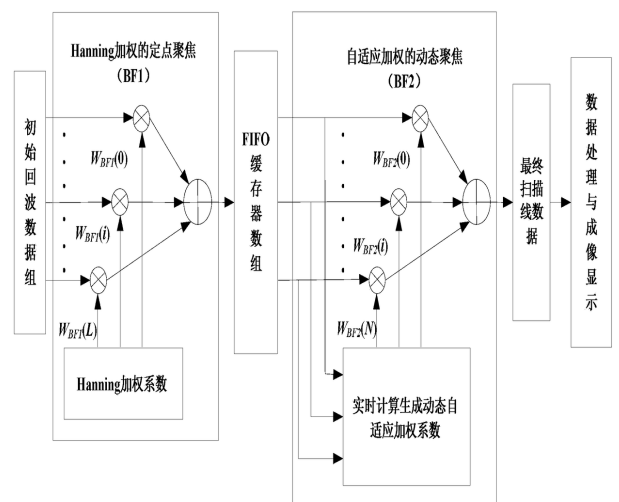 Hanning加权的定点聚焦
（BF1）
初始回波数据组
W_BF1(0)
W_BF1(i)
W_BF1(L)
Hanning加权系数
FIFO
缓存器数组
自适应加权的动态聚焦
（BF2）
W_BF2(0)
W_BF2(i)
W_BF2(N)
实时计算生成动态自
适应加权系数
最终扫描线数据
数据处理与成像显示